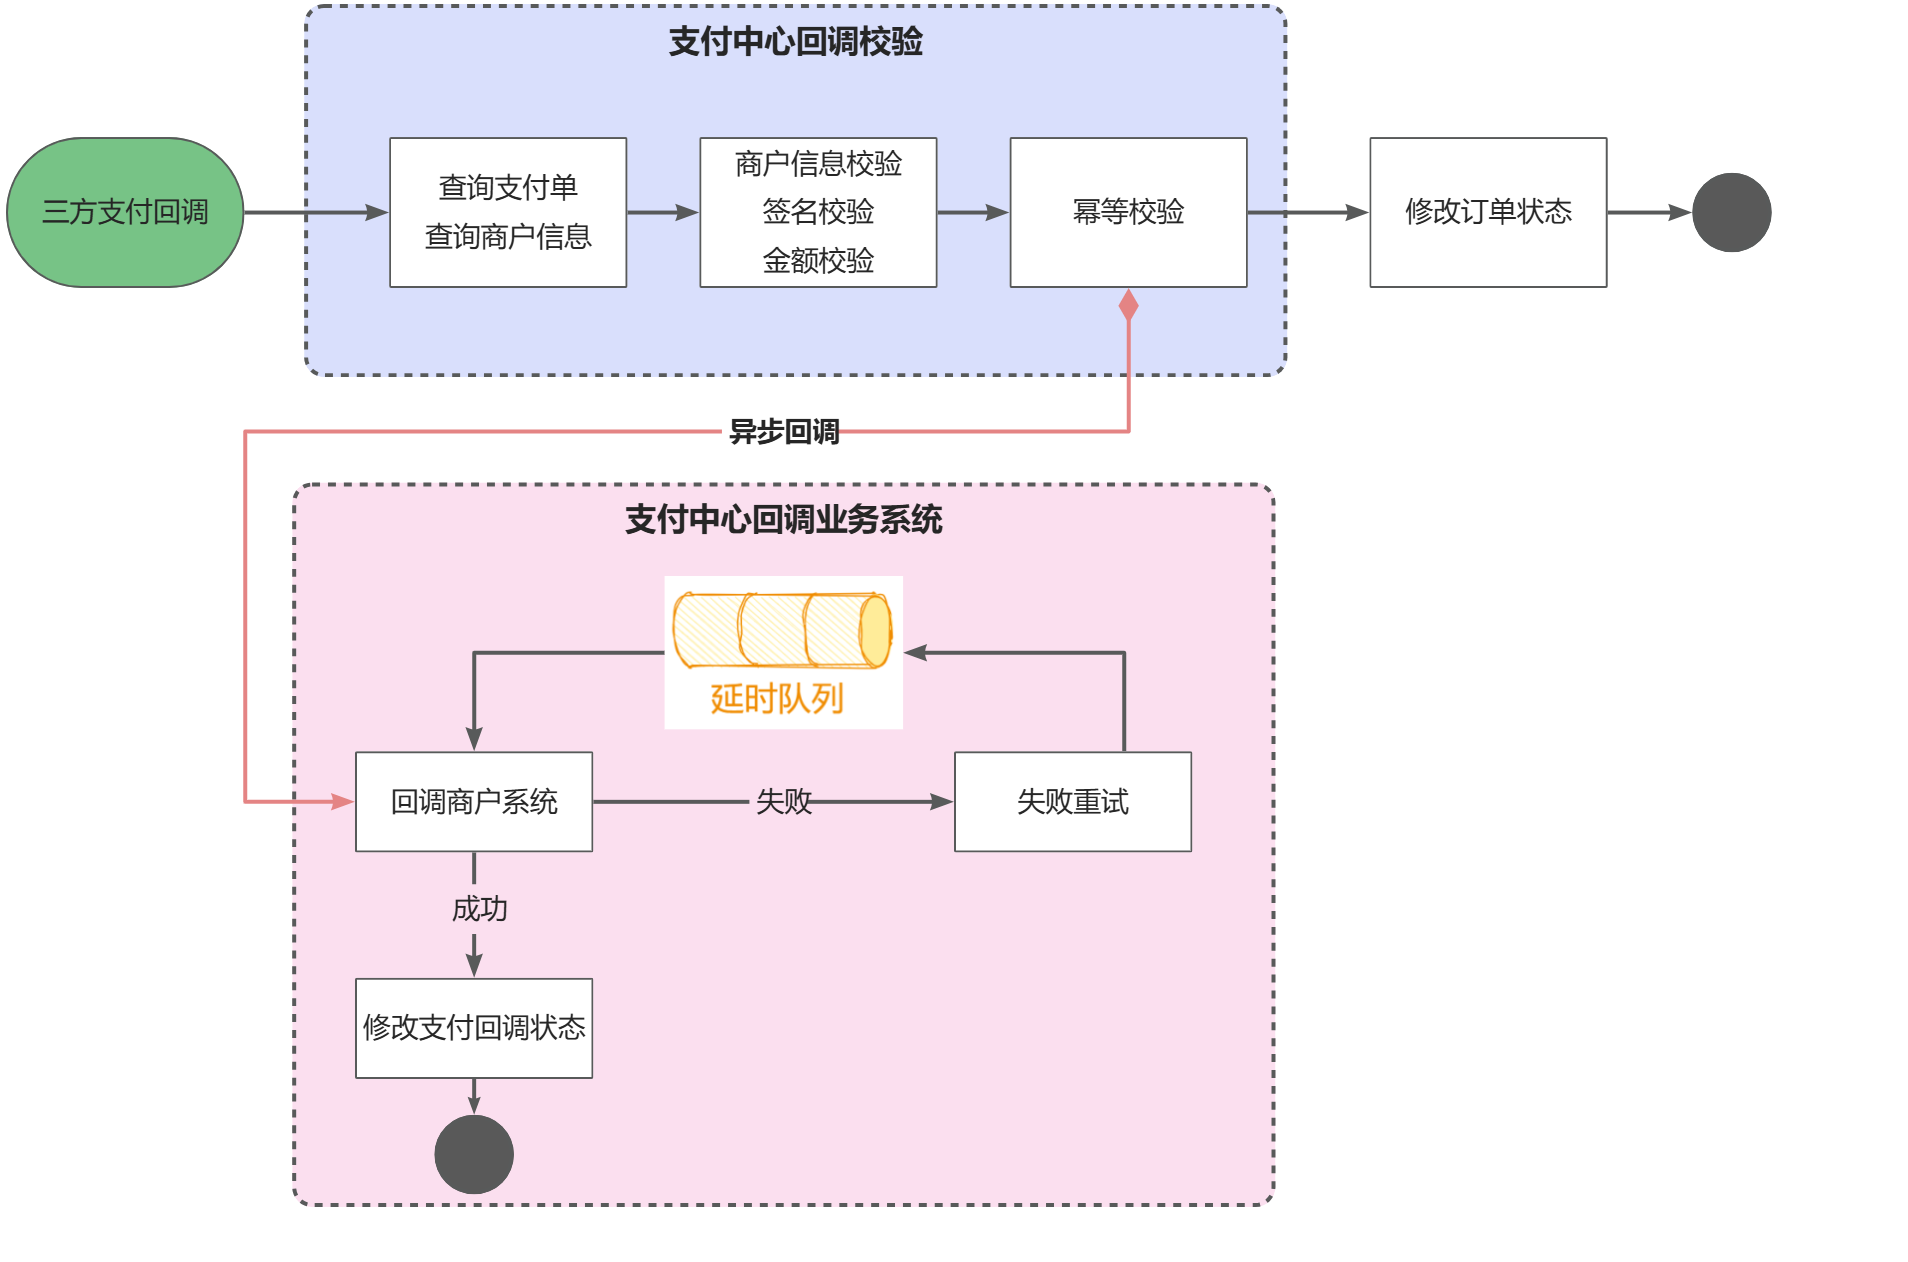 支付中心回调校验
三方支付回调
查询支付单
查询商户信息
商户信息校验
签名校验
金额校验
幂等校验
修改订单状态
异步回调
支付中心回调业务系统
延时队列
回调商户系统
失败
失败重试
成功
修改支付回调状态